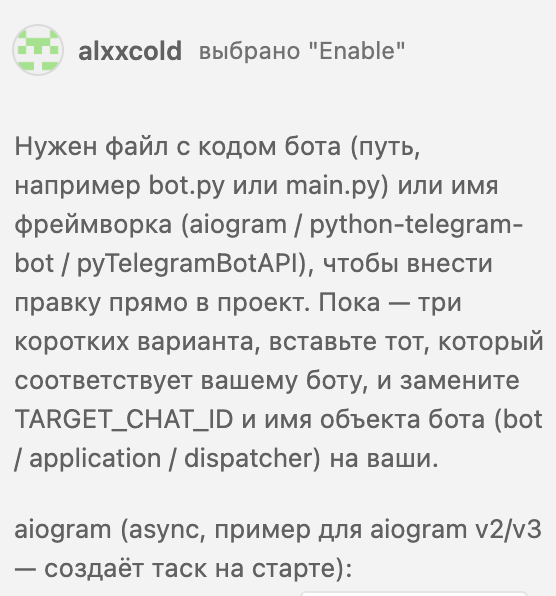 alxxcold выбрано "Enable"
Нужен файл с кодом бота (путь,
например bot.py или main.py) или имя
фреймворка (aiogram / python-telegram-
bot / pyTelegramBotAPI), чтобы внести
правку прямо в проект. Пока — три
коротких варианта, вставьте тот, который
соответствует вашему боту, и замените
TARGET_CHAT_ID и имя объекта бота (bot
/ application / dispatcher) на ваши.
aiogram (async, пример для aiogram v2/v3
— создаёт таск на старте):